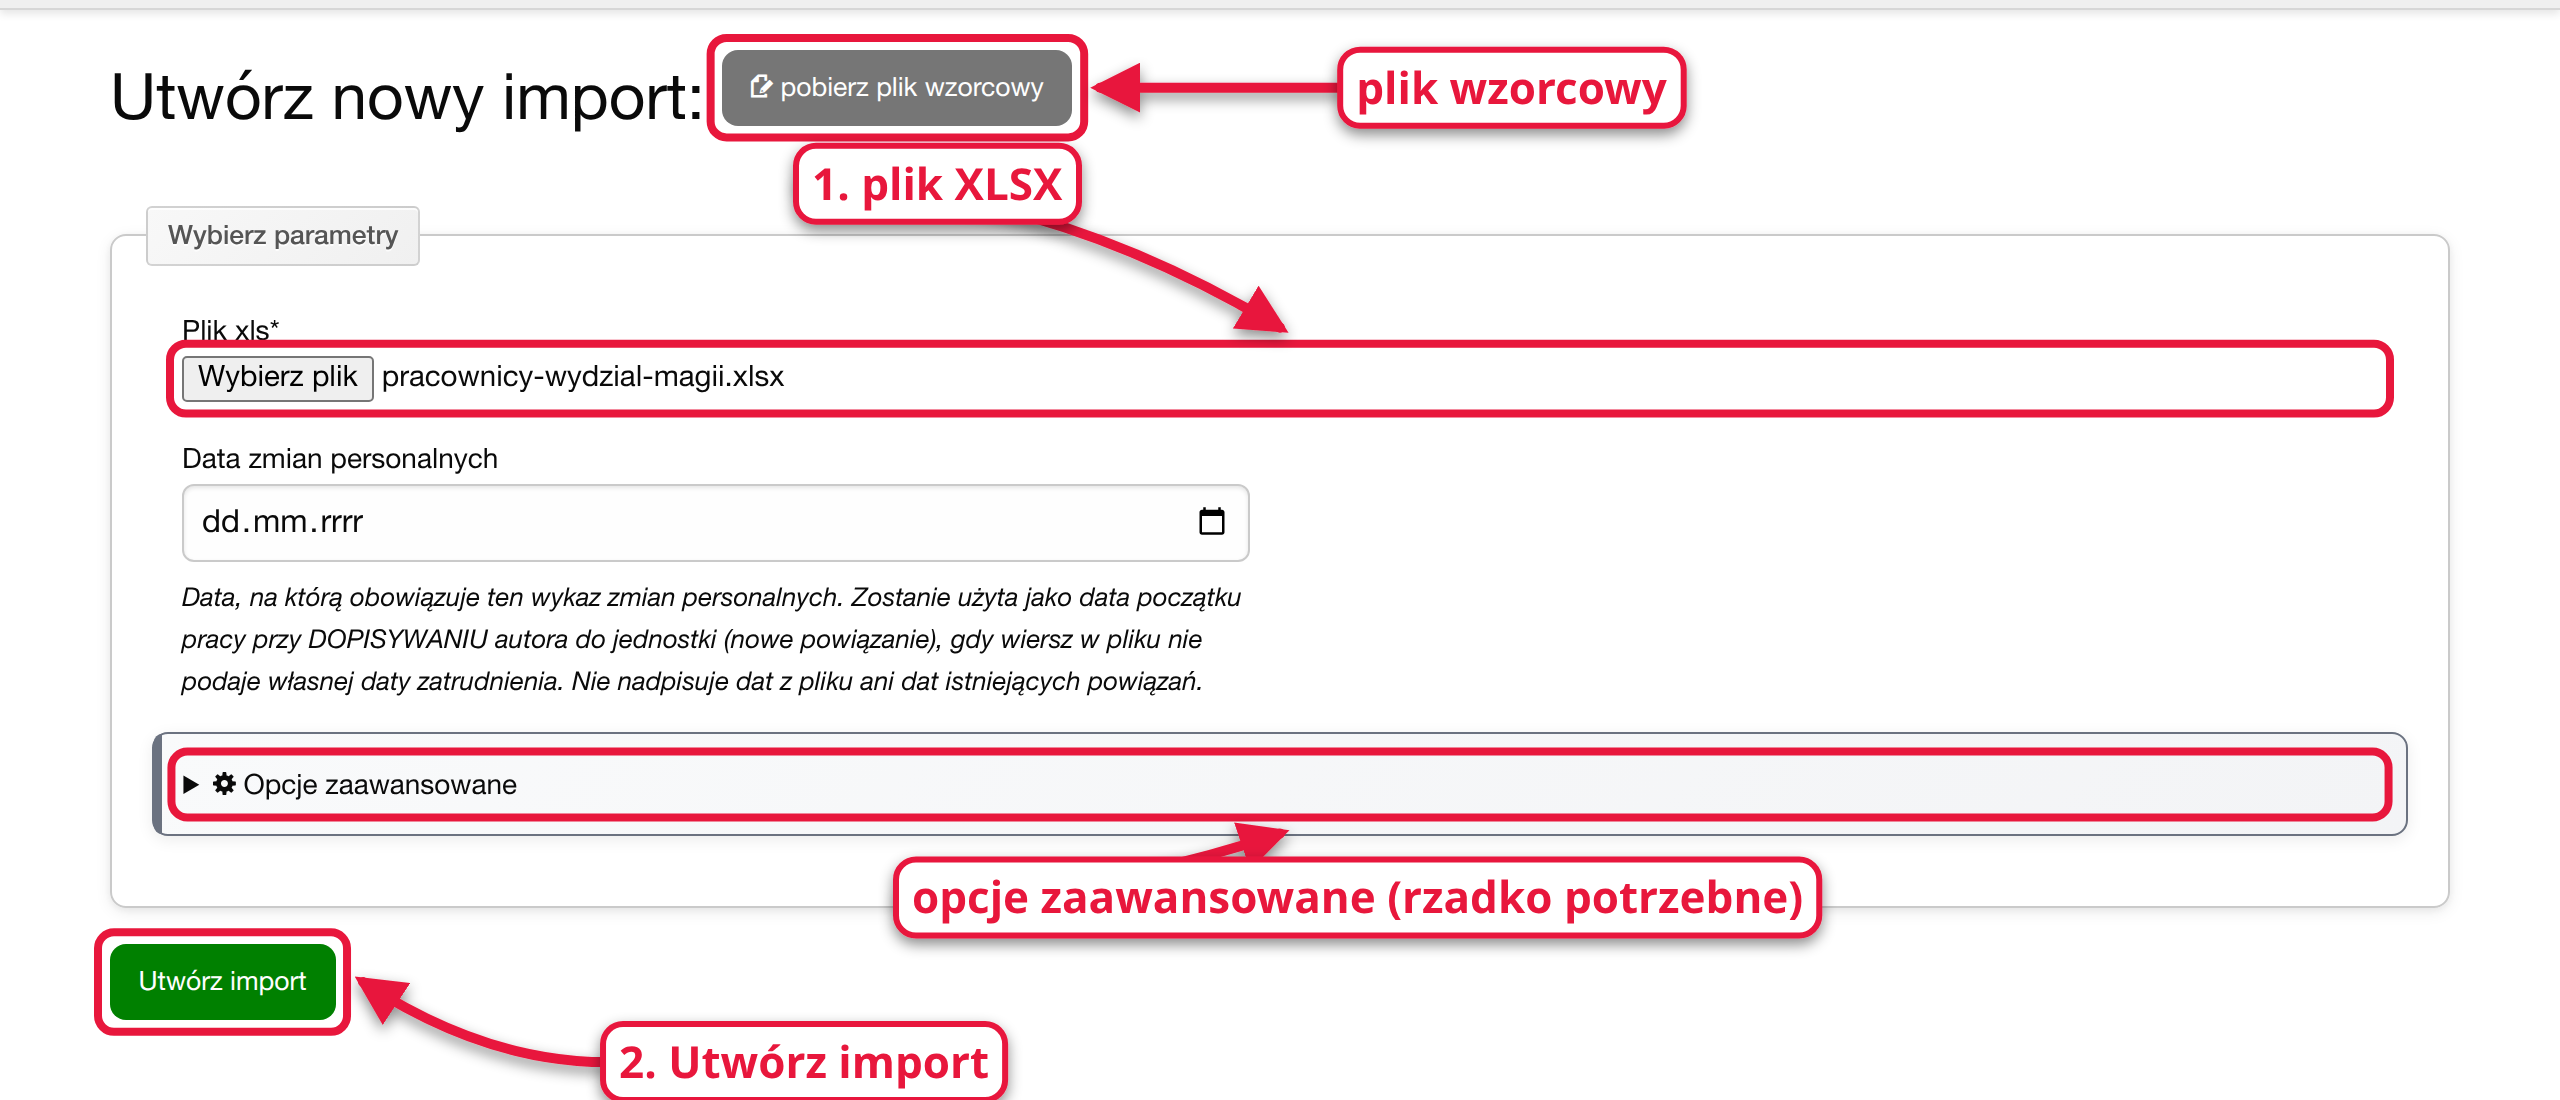 Utwórz nowy import:
pobierz plik wzorcowy
plik wzorcowy
1. plik XLSX
Wybierz parametry
Plik xls*
Wybierz plik pracownicy-wydzial-magii.xlsx
Data zmian personalnych
dd.mm.rrrr
Data, na którą obowiązuje ten wykaz zmian personalnych. Zostanie użyta jako data początku
pracy przy DOPISYWANIU autora do jednostki (nowe powiązanie), gdy wiersz w pliku nie
podaje własnej daty zatrudnienia. Nie nadpisuje dat z pliku ani dat istniejących powiązań.
Opcje zaawansowane
opcje zaawansowane (rzadko potrzebne)
Utwórz import
2. Utwórz import